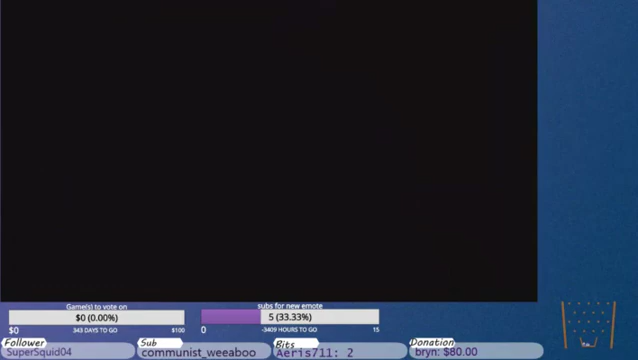 Game(s) to vote on
$0 (0.00%)
$0 343 DAYS TO GO $100
subs for new emote
5 (33.33%)
0 -3409 HOURS TO GO 15
Follower
SuperSquid04
Sub
communist_weeaboo
Bits
Aeris711: 2
Donation
bryn: $80.00